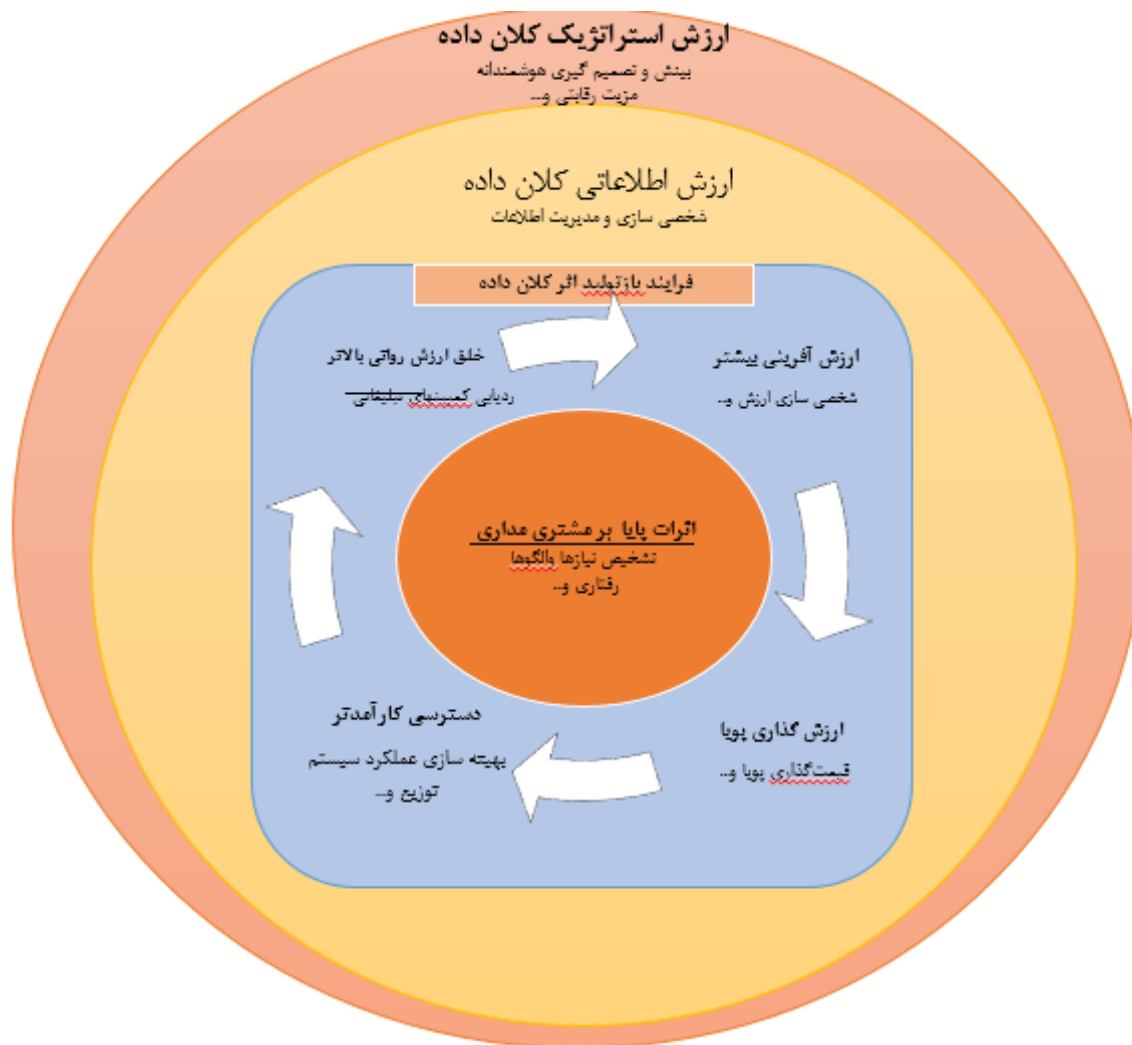 ارزش استراتژیک کلان داده
بینش و تصمیم گیری هوشمندانه
مزیت رقابتی و...
ارزش اطلاعاتی کلان داده
شخصی سازی و مدیریت اطلاعات
فرایند بازتولید اثر کلان داده
ارزش آفرینی بیشتر
شخصی سازی ارزش و...
خلق ارزش رواتی بالاتر
ردیابی کمپینهای تبلیغاتی
اثرات پایا بر مشتری مداری
تشخیص نیازها والگوها
رفتاری و...
ارزش گذاری پویا
قیمت‌گذاری پویا و...
دسترسی کارآمدتر
بهینه سازی عملکرد سیستم
توزیع و...